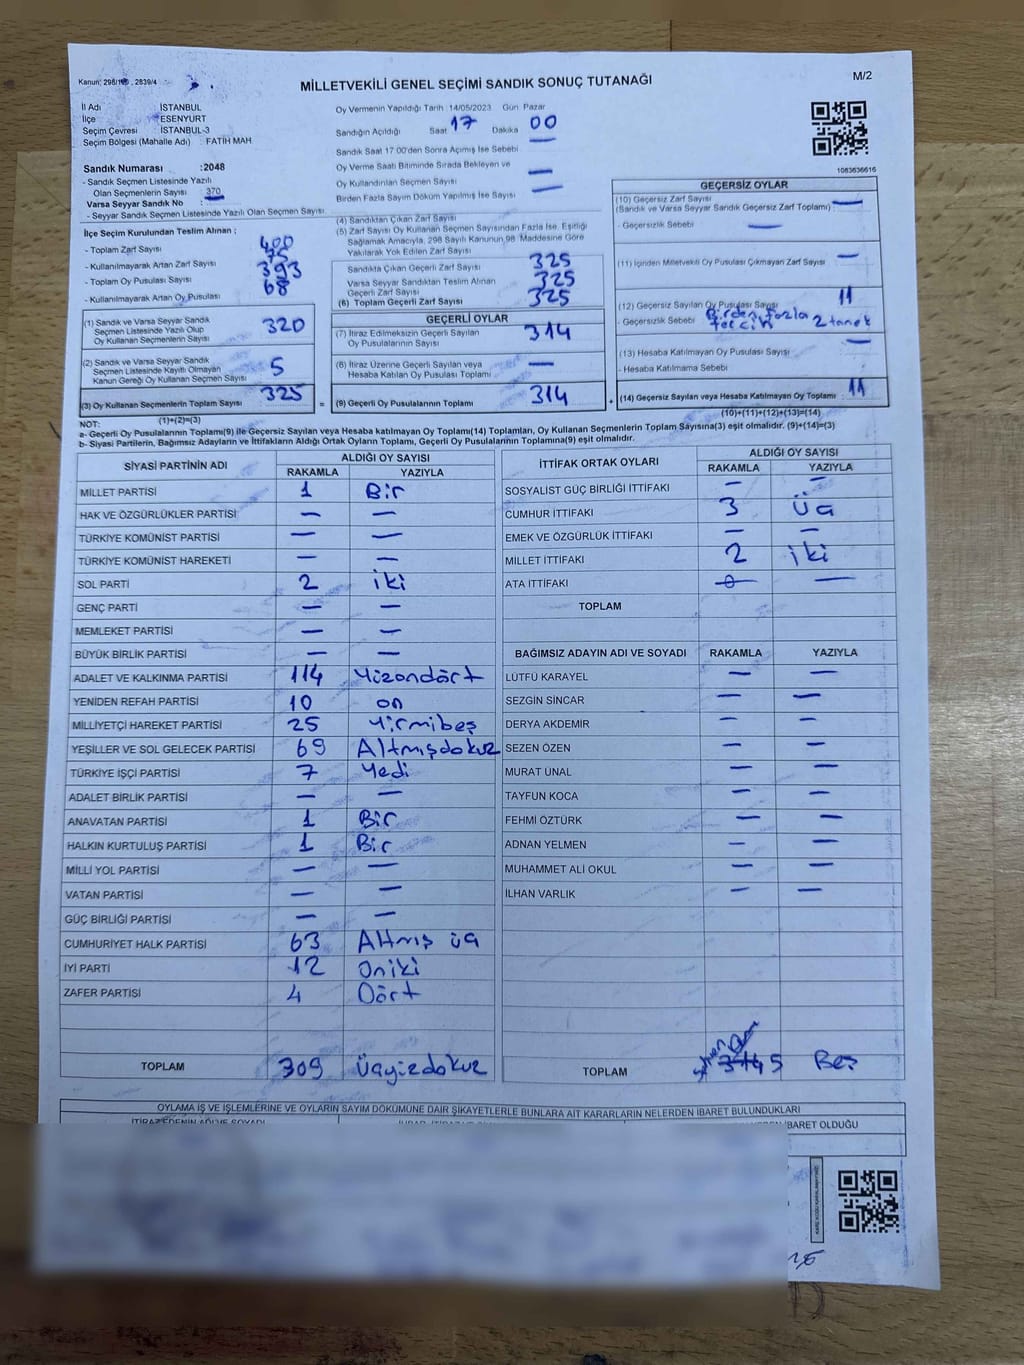 Kanun: 298/1 , 2839/4
MİLLETVEKİLİ GENEL SEÇİMİ SANDIK SONUÇ TUTANAĞI
M/2
İl Adı İSTANBUL
İlçe ESENYURT
Seçim Çevresi İSTANBUL-3
Seçim Bölgesi (Mahalle Adı) : FATİH MAH
Sandık Numarası :2048
- Sandık Seçmen Listesinde Yazılı
Olan Seçmenlerin Sayısı : 370
Varsa Seyyar Sandık No :
- Seyyar Sandık Seçmen Listesinde Yazılı Olan Seçmen Sayısı
Oy Vermenin Yapıldığı Tarih 14/05/2023 Gün Pazar
Sandığın Açıldığı Saat 17 Dakika 00
Sandık Saat 17:00'den Sonra Açımış İse Sebebi
Oy Verme Saati Bitiminde Sırada Bekleyen ve —
Oy Kullandırılan Seçmen Sayısı
Birden Fazla Sayım Döküm Yapılmış İse Sayısı —
1083636616
İlçe Seçim Kurulundan Teslim Alınan ;
- Toplam Zarf Sayısı 400
- Kullanılmayarak Artan Zarf Sayısı 75
- Toplam Oy Pusulası Sayısı 393
- Kullanılmayarak Artan Oy Pusulası 68
(4) Sandıktan Çıkan Zarf Sayısı
(5) Zarf Sayısı Oy Kullanan Seçmen Sayısından Fazla İse, Eşitliği
Sağlamak Amacıyla, 298 Sayılı Kanunun 98. Maddesine Göre
Yakılarak Yok Edilen Zarf Sayısı
Sandıkta Çıkan Geçerli Zarf Sayısı 325
Varsa Seyyar Sandıktan Teslim Alınan
Geçerli Zarf Sayısı 325
(6) Toplam Geçerli Zarf Sayısı 325
GEÇERSİZ OYLAR
(10) Geçersiz Zarf Sayısı —
(Sandık ve Varsa Seyyar Sandık Geçersiz Zarf Toplamı)
- Geçersizlik Sebebi —
(11) İçinden Milletvekili Oy Pusulası Çıkmayan Zarf Sayısı —
(12) Geçersiz Sayılan Oy Pusulası Sayısı 11
- Geçersizlik Sebebi Birden fazla
tercih 2 tanek
(13) Hesaba Katılmayan Oy Pusulası Sayısı —
- Hesaba Katılmama Sebebi
(14) Geçersiz Sayılan veya Hesaba Katılmayan Oy Toplamı : 11
(10)+(11)+(12)+(13)=(14)
(1) Sandık ve Varsa Seyyar Sandık
Seçmen Listesinde Yazılı Olup
Oy Kullanan Seçmenlerin Sayısı 320
(2) Sandık ve Varsa Seyyar Sandık
Seçmen Listesinde Kayıtlı Olmayan
Kanun Gereği Oy Kullanan Seçmen Sayısı 5
(3) Oy Kullanan Seçmenlerin Toplam Sayısı 325
(1)+(2)=(3)
GEÇERLİ OYLAR
(7) İtiraz Edilmeksizin Geçerli Sayılan
Oy Pusulalarının Sayısı 314
(8) İtiraz Üzerine Geçerli Sayılan veya
Hesaba Katılan Oy Pusulası Toplamı —
(9) Geçerli Oy Pusulalarının Toplamı 314
NOT:
a- Geçerli Oy Pusulalarının Toplamı(9) ile Geçersiz Sayılan veya Hesaba katılmayan Oy Toplamı(14) Toplamları, Oy Kullanan Seçmenlerin Toplam Sayısına(3) eşit olmalıdır. (9)+(14)=(3)
b- Siyasi Partilerin, Bağımsız Adayların ve İttifakların Aldığı Ortak Oyların Toplamı, Geçerli Oy Pusulalarının Toplamına(9) eşit olmalıdır.
SİYASİ PARTİNİN ADI ALDIĞI OY SAYISI
RAKAMLA YAZIYLA
MİLLET PARTİSİ 1 Bir
HAK VE ÖZGÜRLÜKLER PARTİSİ — —
TÜRKİYE KOMÜNİST PARTİSİ — —
TÜRKİYE KOMÜNİST HAREKETİ — —
SOL PARTİ 2 iki
GENÇ PARTİ — —
MEMLEKET PARTİSİ — —
BÜYÜK BİRLİK PARTİSİ — —
ADALET VE KALKINMA PARTİSİ 114 Yüzondört
YENİDEN REFAH PARTİSİ 10 on
MİLLİYETÇİ HAREKET PARTİSİ 25 Yirmibeş
YEŞİLLER VE SOL GELECEK PARTİSİ 69 Altmışdokuz
TÜRKİYE İŞÇİ PARTİSİ 7 Yedi
ADALET BİRLİK PARTİSİ — —
ANAVATAN PARTİSİ 1 Bir
HALKIN KURTULUŞ PARTİSİ 1 Bir
MİLLİ YOL PARTİSİ — —
VATAN PARTİSİ — —
GÜÇ BİRLİĞİ PARTİSİ — —
CUMHURİYET HALK PARTİSİ 63 Altmış üç
İYİ PARTİ 12 Oniki
ZAFER PARTİSİ 4 Dört
TOPLAM 309 Üçyüzdokuz
İTTİFAK ORTAK OYLARI ALDIĞI OY SAYISI
RAKAMLA YAZIYLA
SOSYALİST GÜÇ BİRLİĞİ İTTİFAKI — —
CUMHUR İTTİFAKI 3 Üç
EMEK VE ÖZGÜRLÜK İTTİFAKI — —
MİLLET İTTİFAKI 2 iki
ATA İTTİFAKI 0 —
TOPLAM
BAĞIMSIZ ADAYIN ADI VE SOYADI RAKAMLA YAZIYLA
LÜTFÜ KARAYEL — —
SEZGİN SİNCAR — —
DERYA AKDEMİR — —
SEZEN ÖZEN — —
MURAT ÜNAL — —
TAYFUN KOCA — —
FEHMİ ÖZTÜRK — —
ADNAN YELMEN — —
MUHAMMET ALİ OKUL — —
İLHAN VARLIK — —
TOPLAM 314 5 Beş
OYLAMA İŞ VE İŞLEMLERİNE VE OYLARIN SAYIM DÖKÜMÜNE DAİR ŞİKAYETLERLE BUNLARA AİT KARARLARIN NELERDEN İBARET BULUNDUKLARI
İTİRAZ EDENİN ADI VE SOYADI
İBARET OLDUĞU